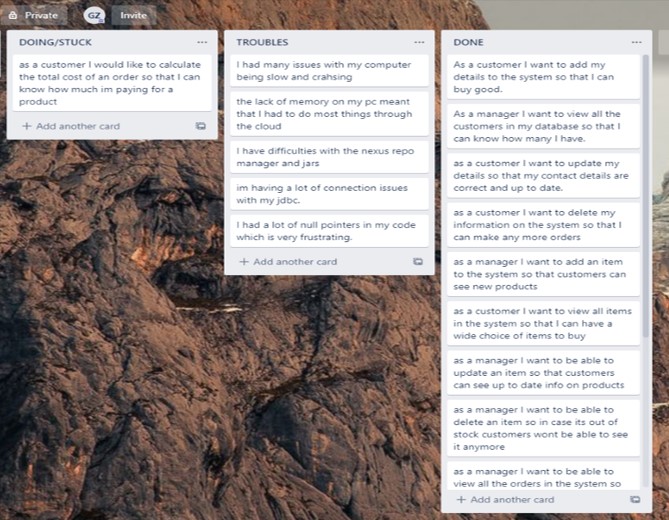 Private
GZ
Invite
DOING/STUCK
as a customer I would like to calculate
the total cost of an order so that I can
know how much im paying for a
product
Add another card
TROUBLES
I had many issues with my computer
being slow and crahsing
the lack of memory on my pc meant
that I had to do most things through
the cloud
I have difficulties with the nexus repo
manager and jars
im having a lot of connection issues
with my jdbc.
I had a lot of null pointers in my code
which is very frustrating.
Add another card
DONE
As a customer I want to add my
details to the system so that I can
buy good.
As a manager I want to view all the
customers in my database so that I
can know how many I have.
as a customer I want to update my
details so that my contact details are
correct and up to date.
as a customer I want to delete my
information on the system so that I
can make any more orders
as a manager I want to add an item
to the system so that customers can
see new products
as a customer I want to view all items
in the system so that I can have a
wide choice of items to buy
as a manager I want to be able to
update an item so that customers
can see up to date info on products
as a manager I want to be able to
delete an item so in case its out of
stock customers wont be able to see
it anymore
as a manager I want to be able to
view all the orders in the system so
Add another card